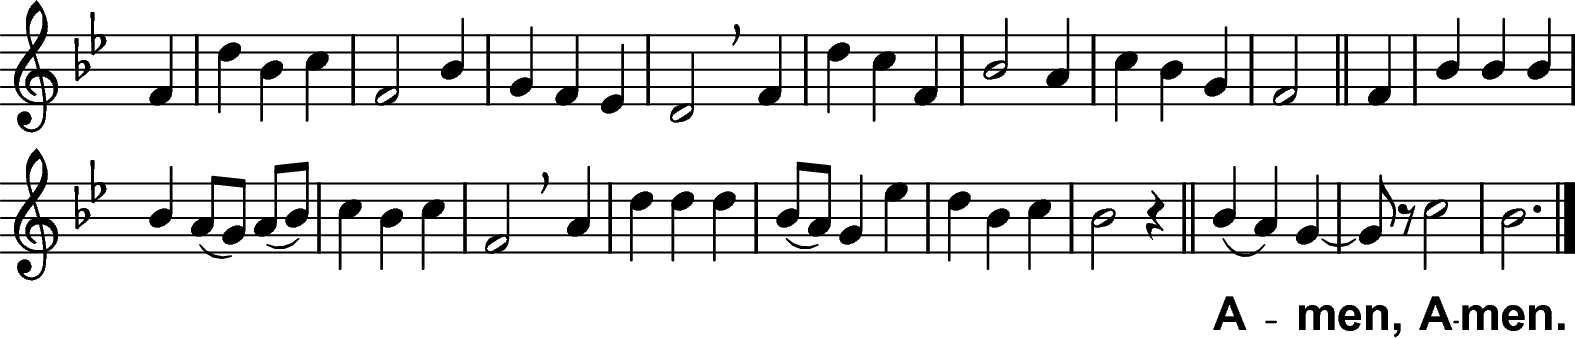 A - men, A-men.